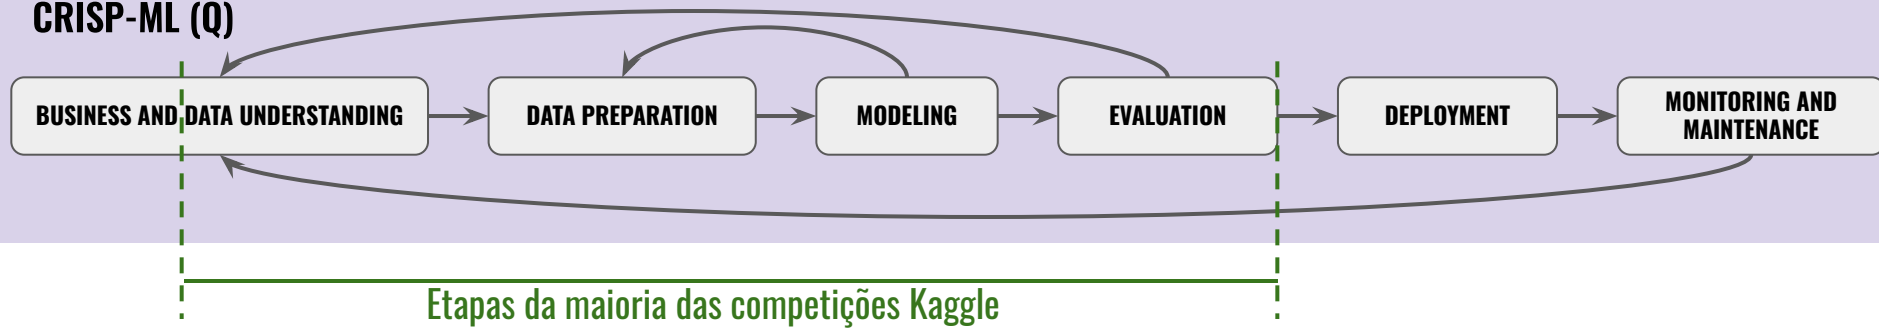 CRISP-ML (Q)
BUSINESS AND DATA UNDERSTANDING
DATA PREPARATION
MODELING
EVALUATION
DEPLOYMENT
MONITORING AND
MAINTENANCE
Etapas da maioria das competições Kaggle